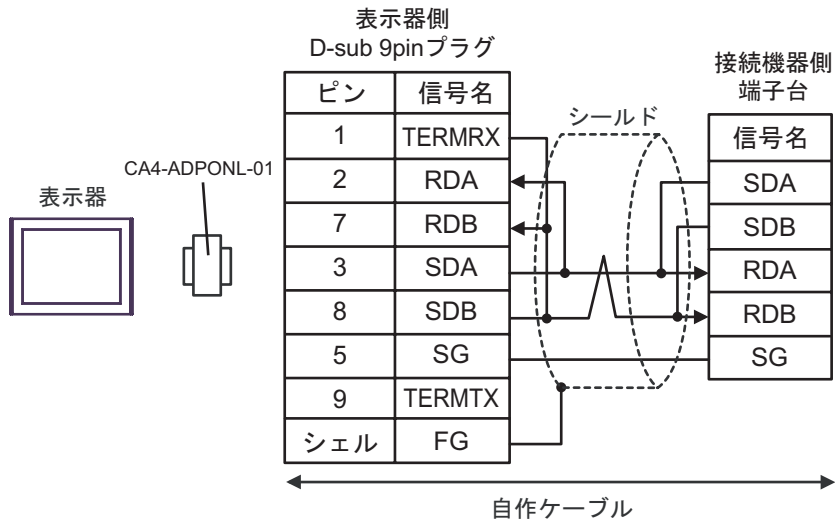 表示器側
D-sub 9pinプラグ
接続機器側
端子台
ピン 信号名
シールド
信号名
1 TERMRX
CA4-ADPONL-01
表示器
2 RDA
SDA
7 RDB
SDB
3 SDA
RDA
8 SDB
RDB
5 SG
SG
9 TERMTX
シェル FG
自作ケーブル